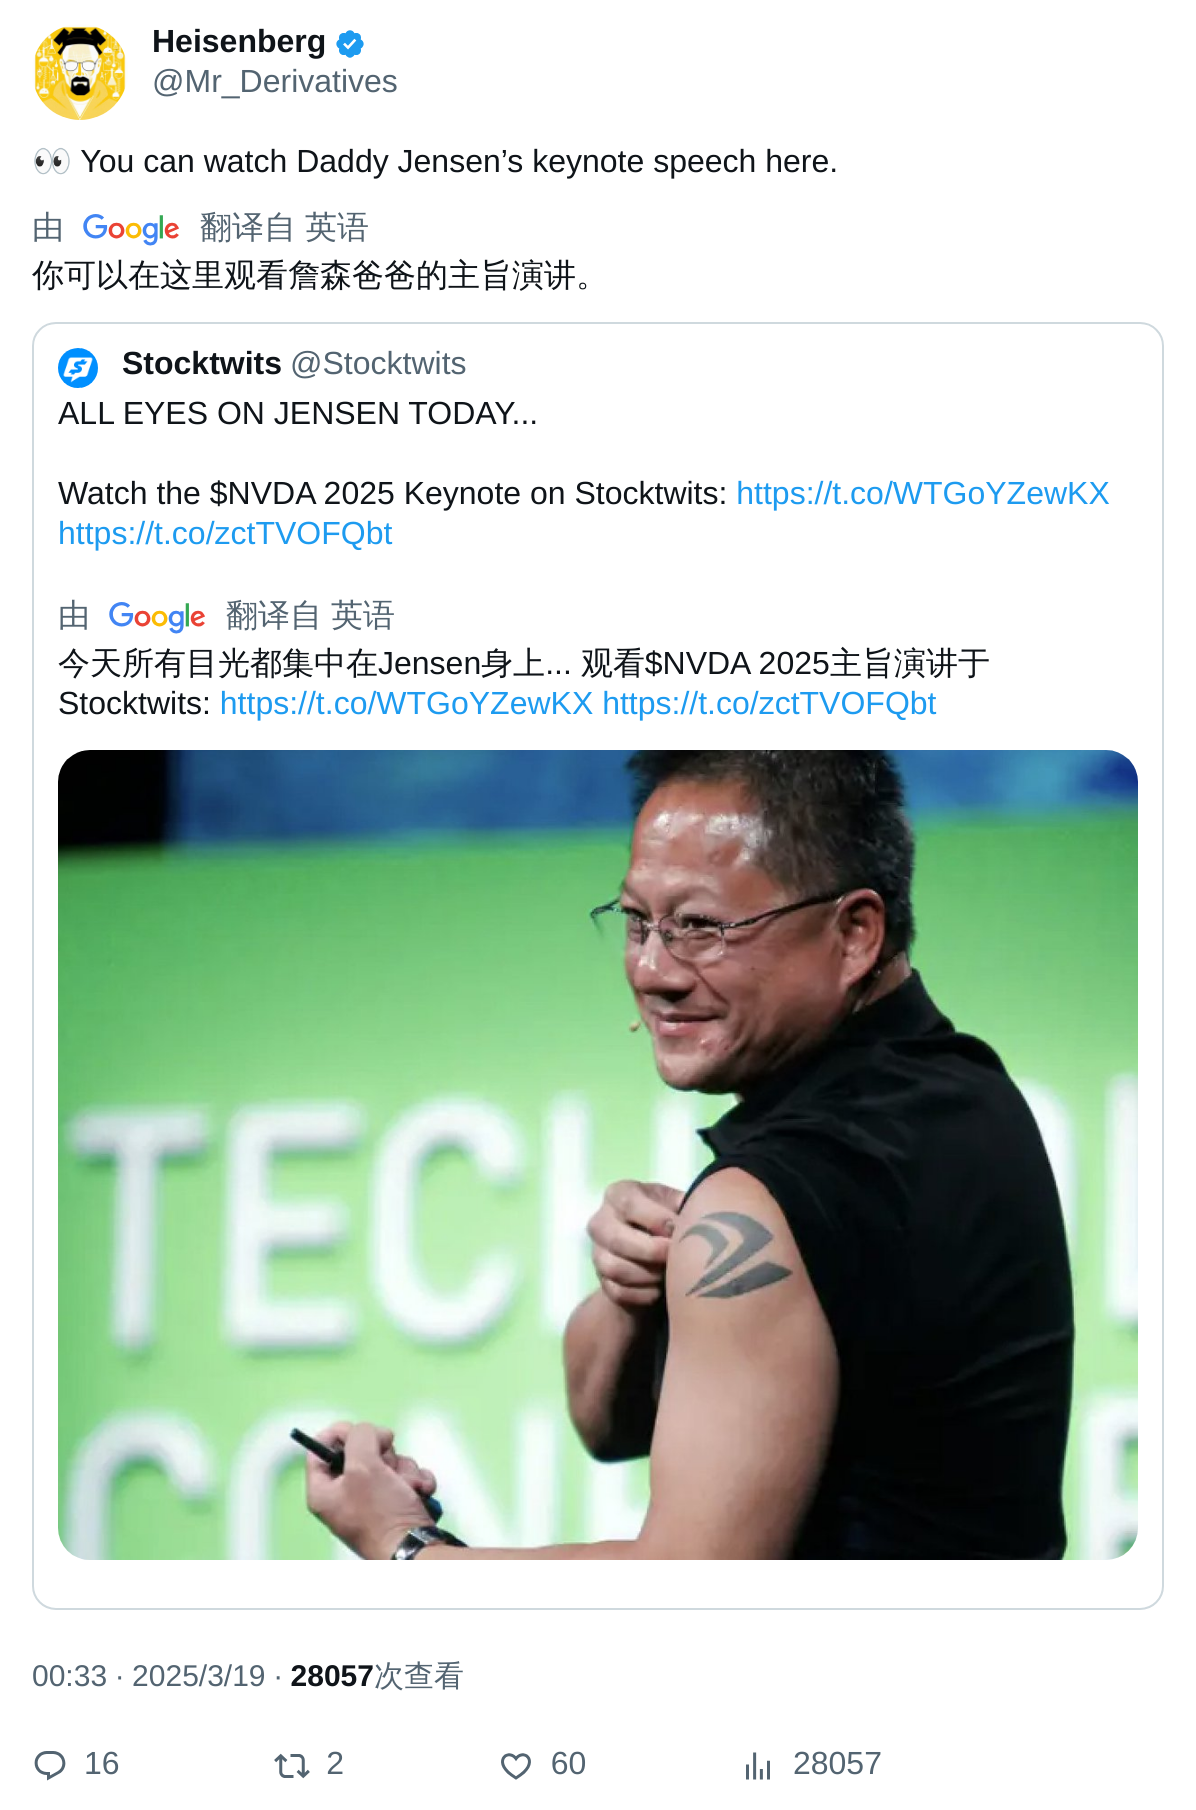 Heisenberg
@Mr_Derivatives
👀 You can watch Daddy Jensen’s keynote speech here.
由 Google 翻译自 英语
你可以在这里观看詹森爸爸的主旨演讲。
Stocktwits @Stocktwits
ALL EYES ON JENSEN TODAY...
Watch the $NVDA 2025 Keynote on Stocktwits: https://t.co/WTGoYZewKX
https://t.co/zctTVOFQbt
由 Google 翻译自 英语
今天所有目光都集中在Jensen身上... 观看$NVDA 2025主旨演讲于
Stocktwits: https://t.co/WTGoYZewKX https://t.co/zctTVOFQbt
TECH
00:33 · 2025/3/19 · 28057次查看
16 2 60 28057